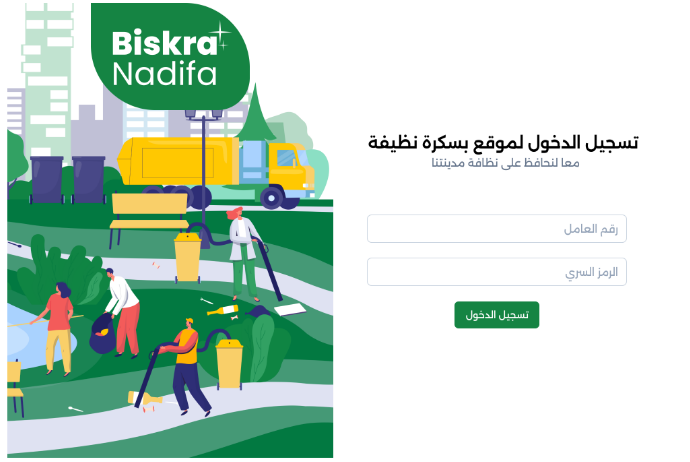 Biskra
Nadifa
تسجيل الدخول لموقع بسكرة نظيفة
معا لنحافظ على نظافة مدينتنا
رقم العامل
الرمز السري
تسجيل الدخول